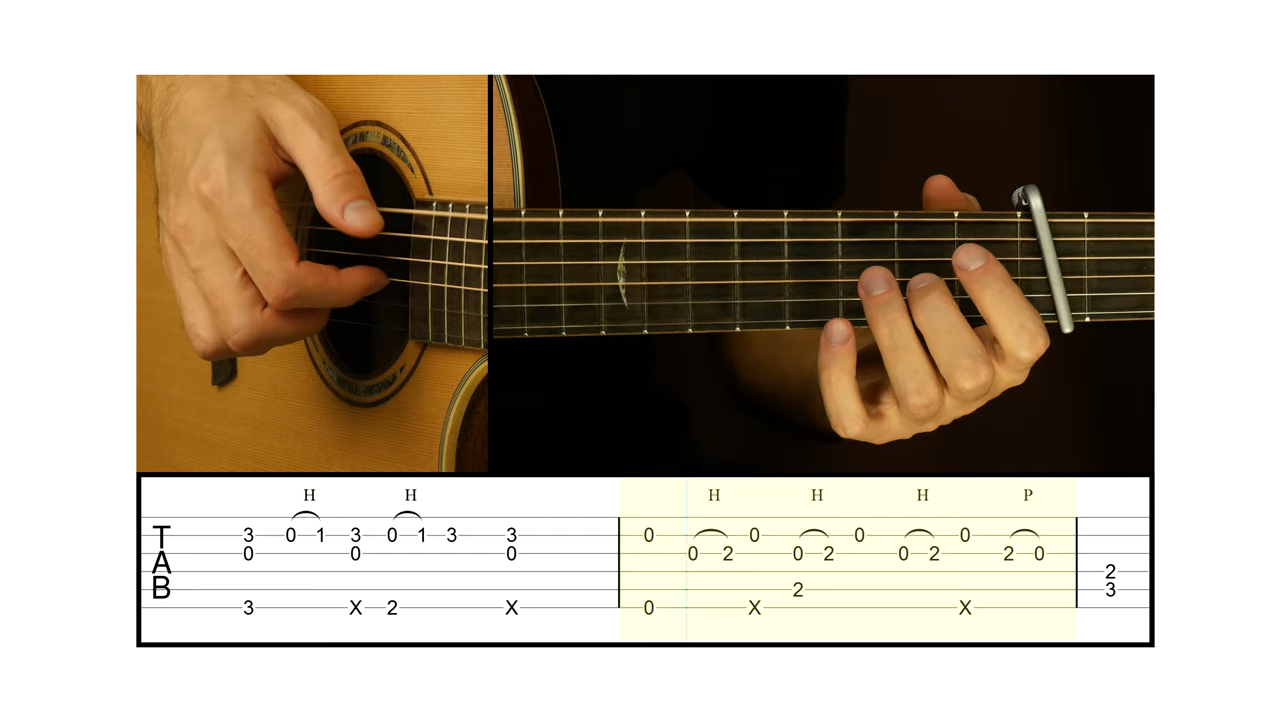 H H H H H P
T 3 0 1 3 0 1 3 3 0 0 0 0
A 0 0 0 0 2 0 2 0 2 2 0
2
B 2 3
3 X 2 X 0 X X